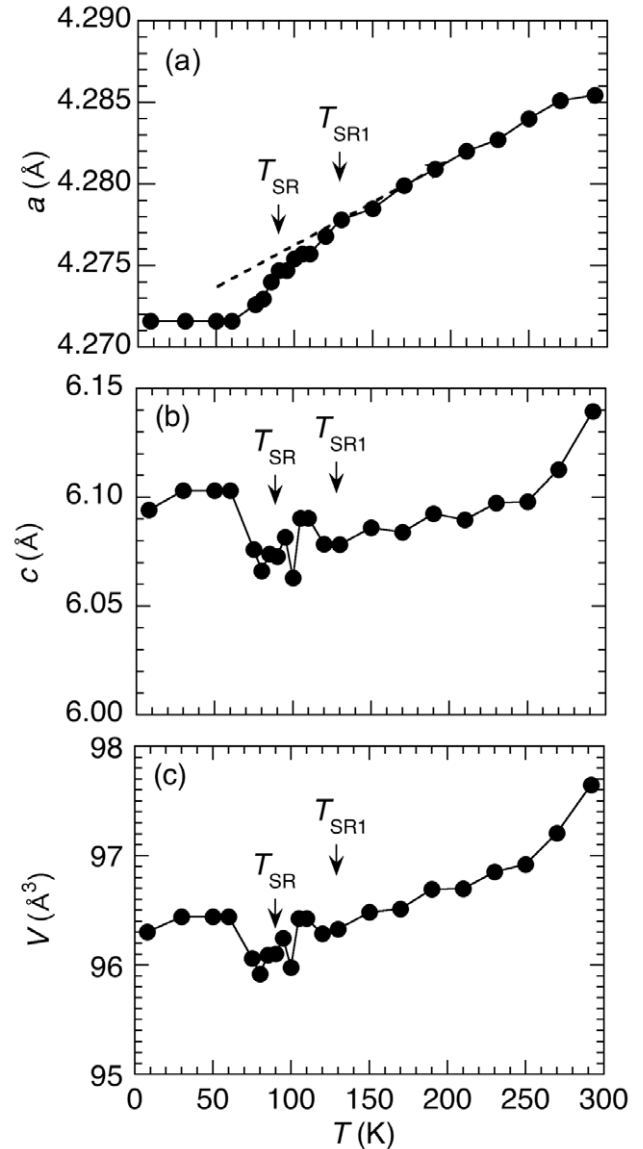 4.290
(a)
4.285
T_SR1
4.280
T_SR
4.275
4.270
a (Å)
6.15
(b)
T_SR
T_SR1
6.10
6.05
6.00
c (Å)
98
(c)
T_SR1
97
T_SR
96
95
V (Å³)
0 50 100 150 200 250 300
T (K)